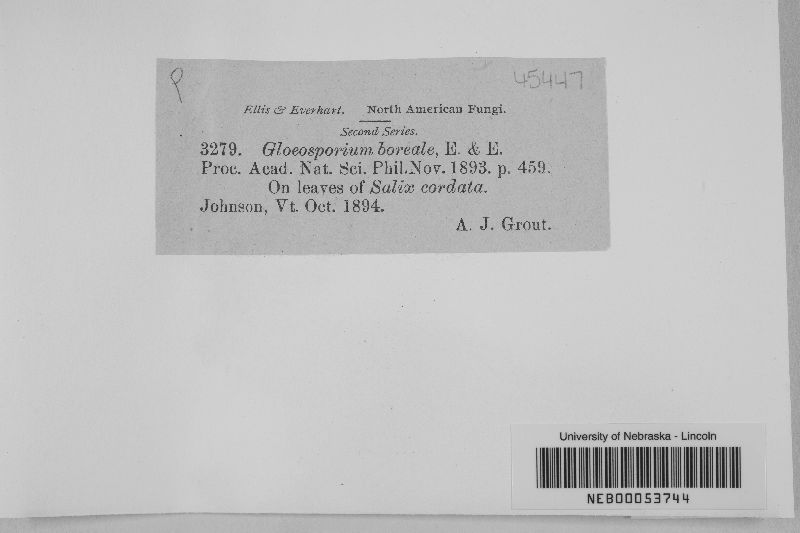 P 45447
Ellis & Everhart. North American Fungi.
Second Series.
3279. Gloeosporium boreale, E. & E.
Proc. Acad. Nat. Sci. Phil. Nov. 1893. p. 459.
On leaves of Salix cordata.
Johnson, Vt. Oct. 1894.
A. J. Grout.
University of Nebraska - Lincoln
NEB00053744